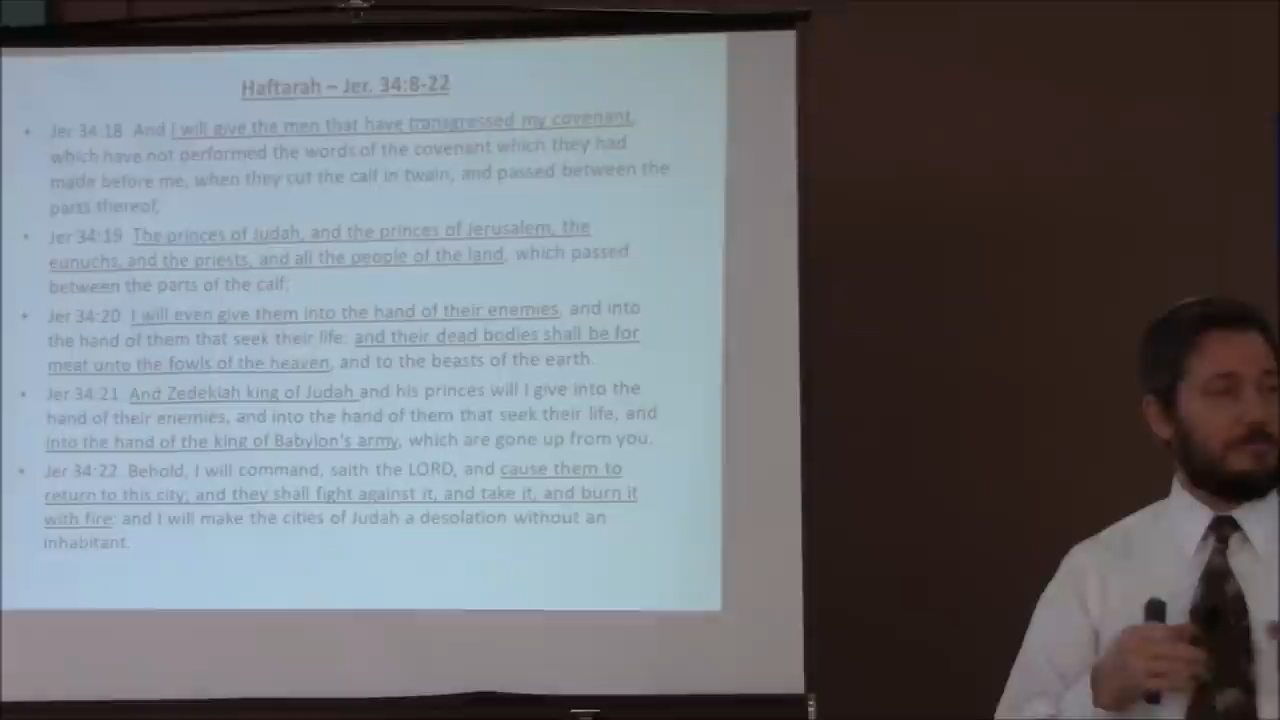 Haftarah – Jer. 34:8-22
• Jer 34:18 And I will give the men that have transgressed my covenant,
which have not performed the words of the covenant which they had
made before me, when they cut the calf in twain, and passed between the
parts thereof,
• Jer 34:19 The princes of Judah, and the princes of Jerusalem, the
eunuchs, and the priests, and all the people of the land, which passed
between the parts of the calf;
• Jer 34:20 I will even give them into the hand of their enemies, and into
the hand of them that seek their life: and their dead bodies shall be for
meat unto the fowls of the heaven, and to the beasts of the earth.
• Jer 34:21 And Zedekiah king of Judah and his princes will I give into the
hand of their enemies, and into the hand of them that seek their life, and
into the hand of the king of Babylon's army, which are gone up from you.
• Jer 34:22 Behold, I will command, saith the LORD, and cause them to
return to this city; and they shall fight against it, and take it, and burn it
with fire: and I will make the cities of Judah a desolation without an
inhabitant.